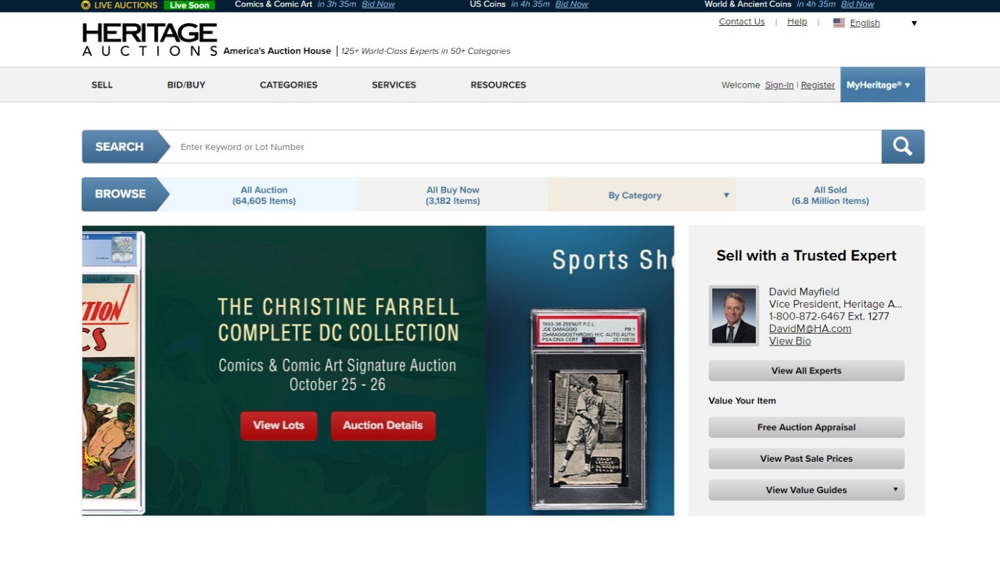 LIVE AUCTIONS Live Soon Comics & Comic Art in 3h 35m Bid Now US Coins in 4h 35m Bid Now World & Ancient Coins in 4h 35m Bid Now
Contact Us | Help | English
HERITAGE
AUCTIONS America's Auction House | 125+ World-Class Experts in 50+ Categories
SELL BID/BUY CATEGORIES SERVICES RESOURCES Welcome Sign-In | Register MyHeritage®
SEARCH Enter Keyword or Lot Number
BROWSE
All Auction
(64,605 Items)
All Buy Now
(3,182 Items)
By Category
All Sold
(6.8 Million Items)
JANUARY, 1940
TION
CS
THE CHRISTINE FARRELL
COMPLETE DC COLLECTION
Comics & Comic Art Signature Auction
October 25 - 26
View Lots Auction Details
Sports Sho
1933-36 ZEENUT P.C.L.
JOE DIMAGGIO PR 1
(DeMAGGIO)(THROW)-H/C AUTO AUTH
PSA/DNA CERT 25119518
COAST
LEAGUE
J. De MAGGIO
SEALS
Sell with a Trusted Expert
David Mayfield
Vice President, Heritage A...
1-800-872-6467 Ext. 1277
DavidM@HA.com
View Bio
View All Experts
Value Your Item
Free Auction Appraisal
View Past Sale Prices
View Value Guides